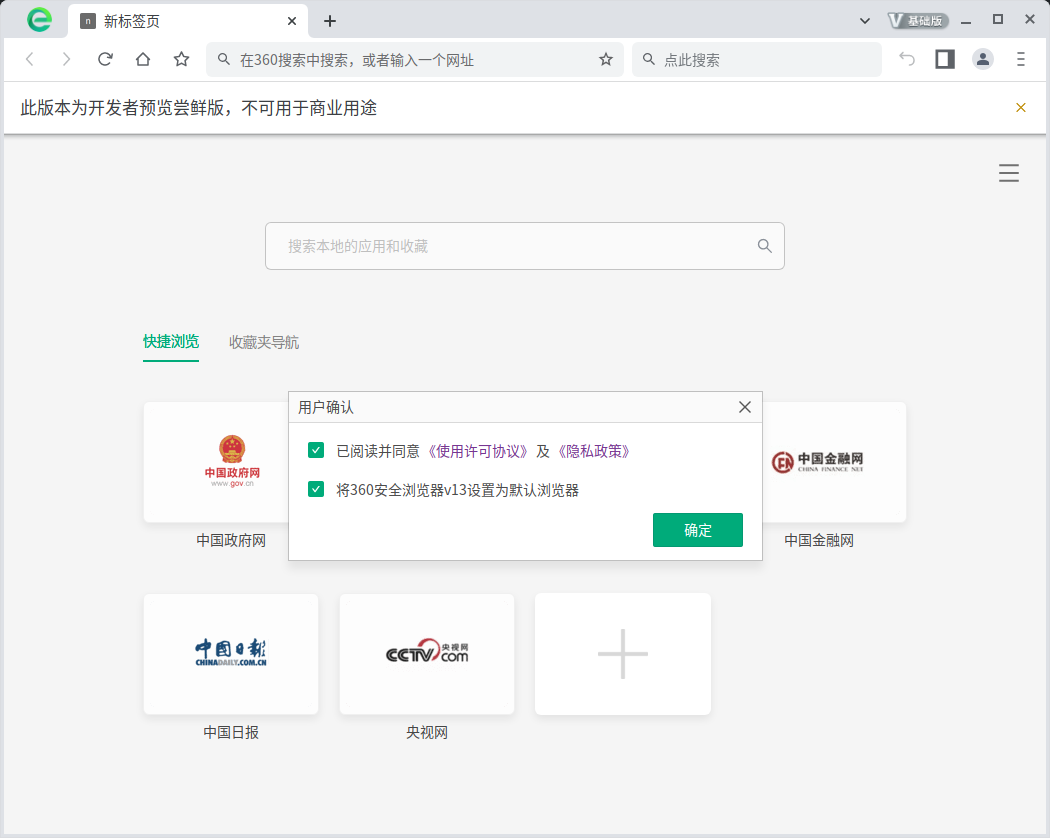 n 新标签页
V 基础版
在360搜索中搜索，或者输入一个网址
点此搜索
此版本为开发者预览尝鲜版，不可用于商业用途
搜索本地的应用和收藏
快捷浏览 收藏夹导航
用户确认
已阅读并同意《使用许可协议》及《隐私政策》
将360安全浏览器v13设置为默认浏览器
确定
中国政府网
www.gov.cn
中国政府网
中国金融网
CHINA FINANCE NET
中国金融网
中国日报
CHINADAILY.COM.CN
中国日报
CCTV 央视网
com
央视网